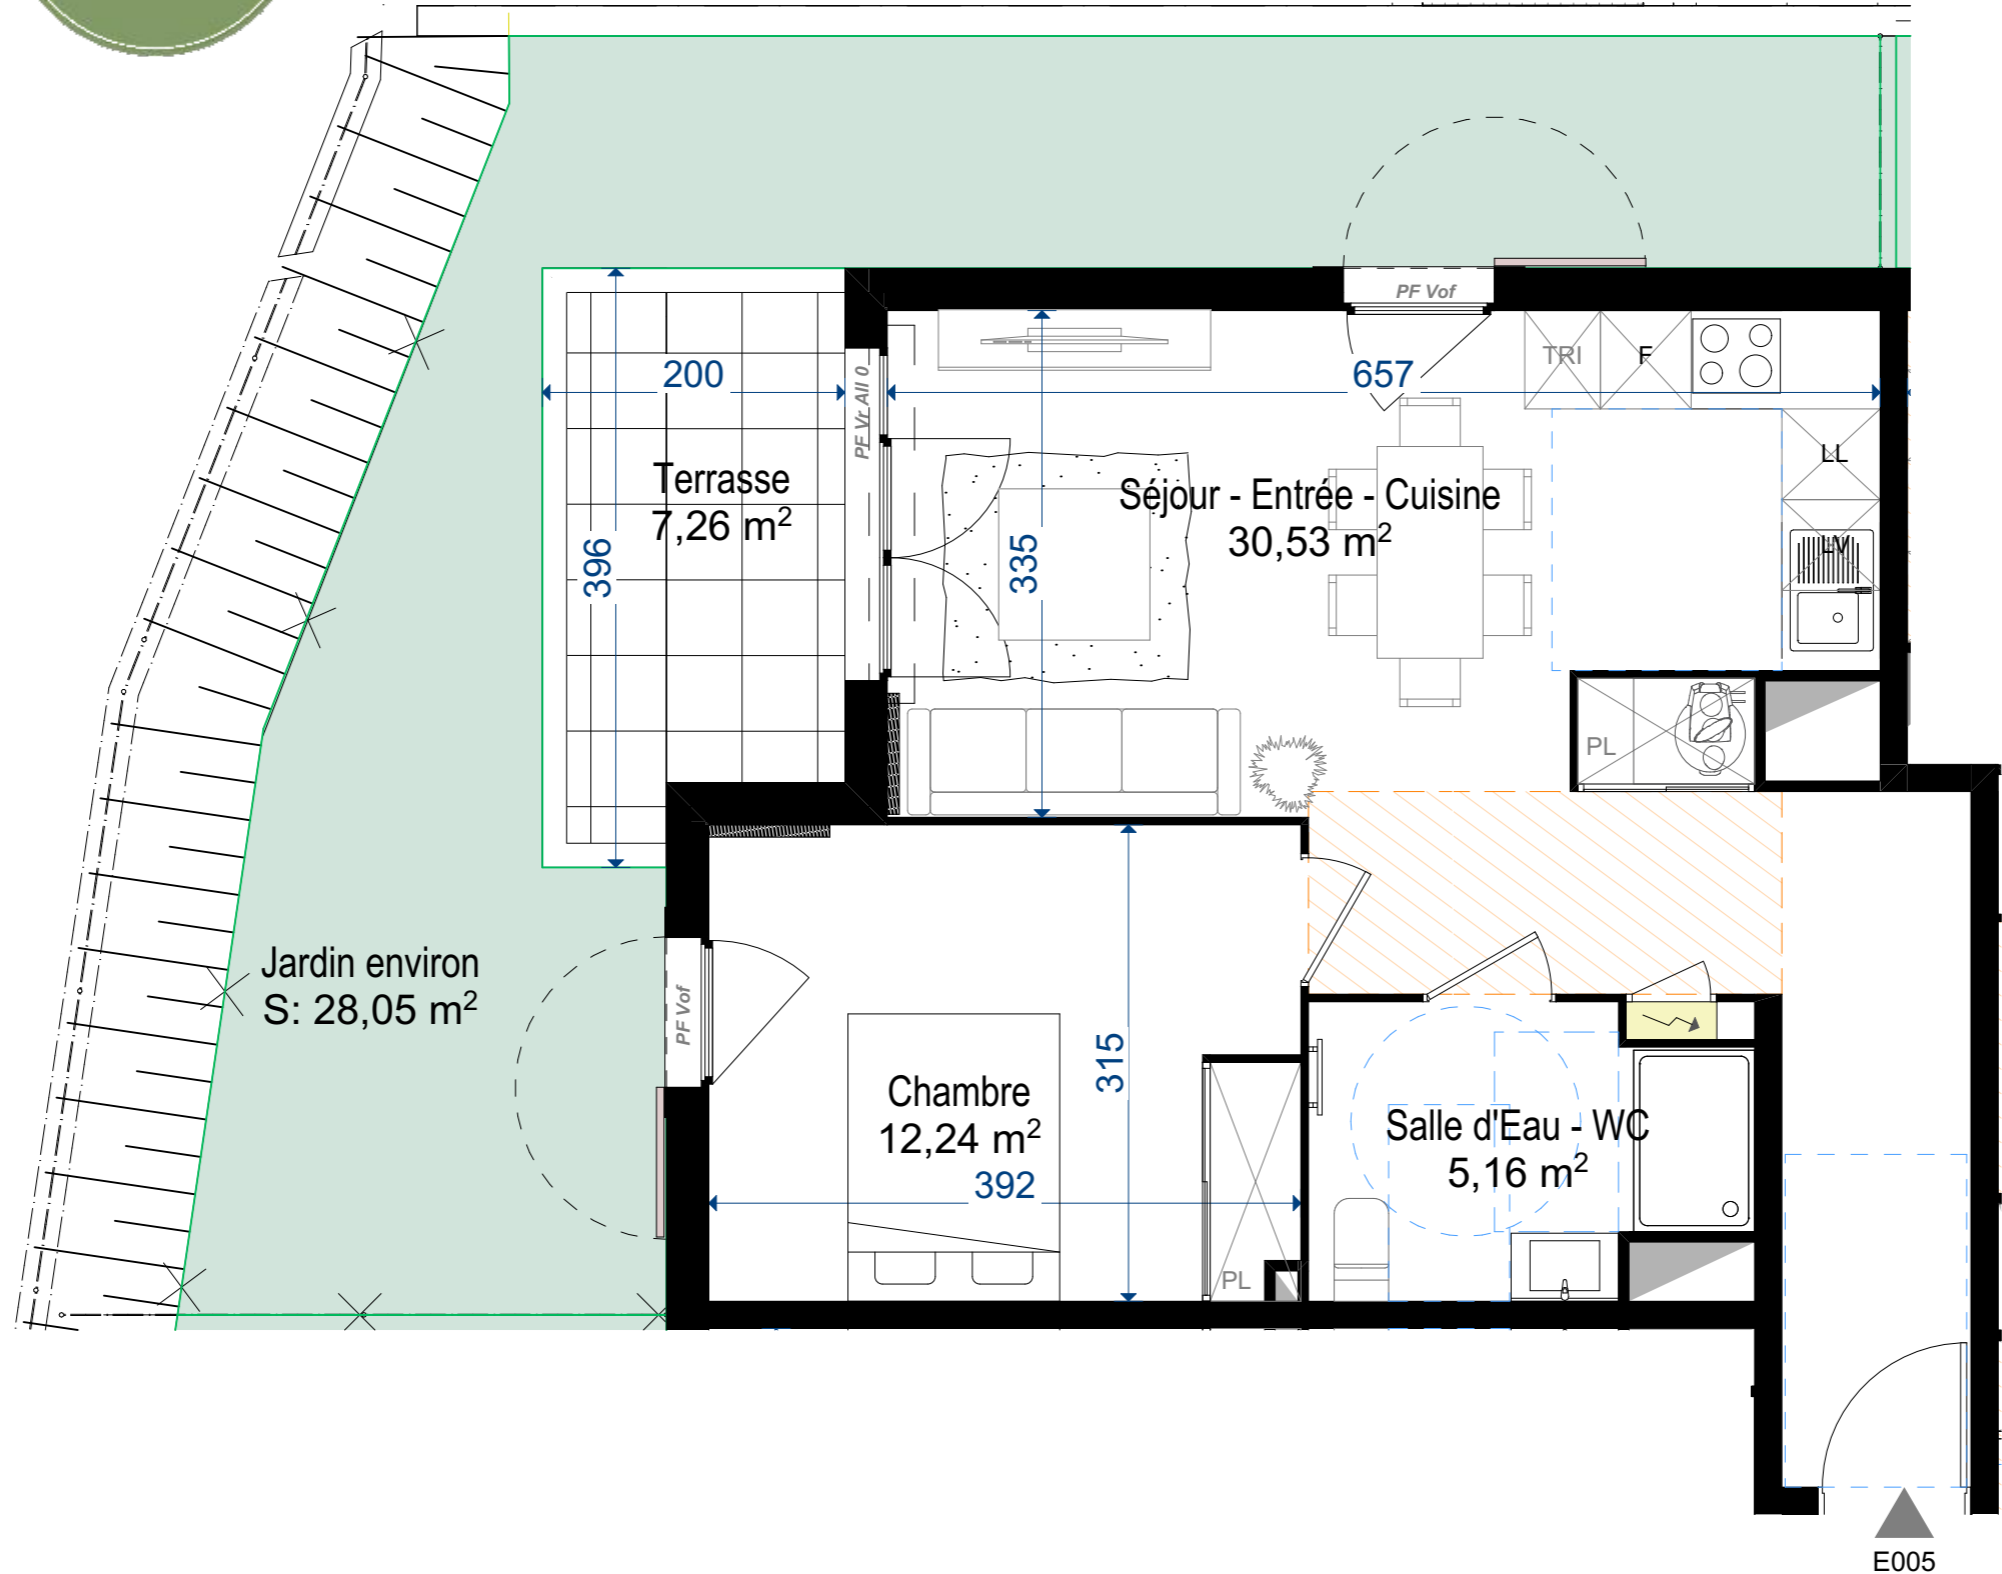 PF Vof
TRI
F
200
657
PF Vr All 0
LL
Terrasse
7,26 m²
Séjour - Entrée - Cuisine
30,53 m²
LV
396
335
PL
Jardin environ
S: 28,05 m²
PF Vof
315
Chambre
12,24 m²
Salle d'Eau - WC
5,16 m²
392
PL
E005